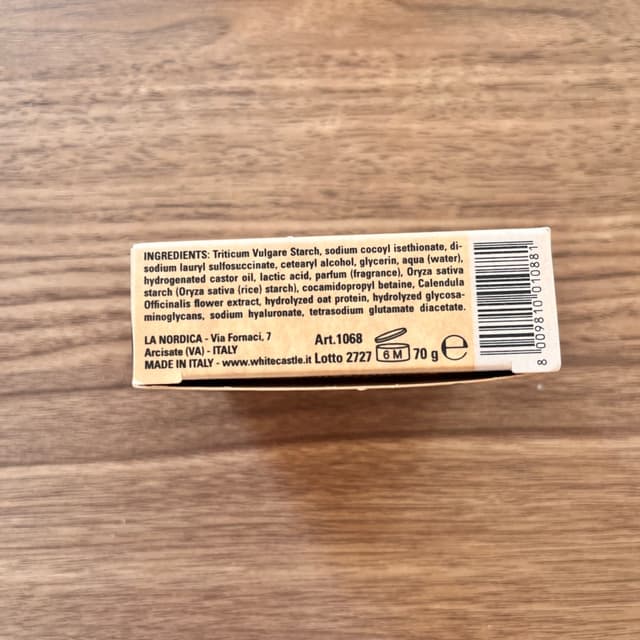 INGREDIENTS: Triticum Vulgare Starch, sodium cocoyl isethionate, di-
sodium lauryl sulfosuccinate, cetearyl alcohol, glycerin, aqua (water),
hydrogenated castor oil, lactic acid, parfum (fragrance), Oryza sativa
starch (Oryza sativa (rice) starch), cocamidopropyl betaine, Calendula
Officinalis flower extract, hydrolyzed oat protein, hydrolyzed glycosa-
minoglycans, sodium hyaluronate, tetrasodium glutamate diacetate.
LA NORDICA - Via Fornaci, 7
Arcisate (VA) - ITALY
MADE IN ITALY - www.whitecastle.it
Art.1068
Lotto 2727
6 M
70 g e
8 009810 010881